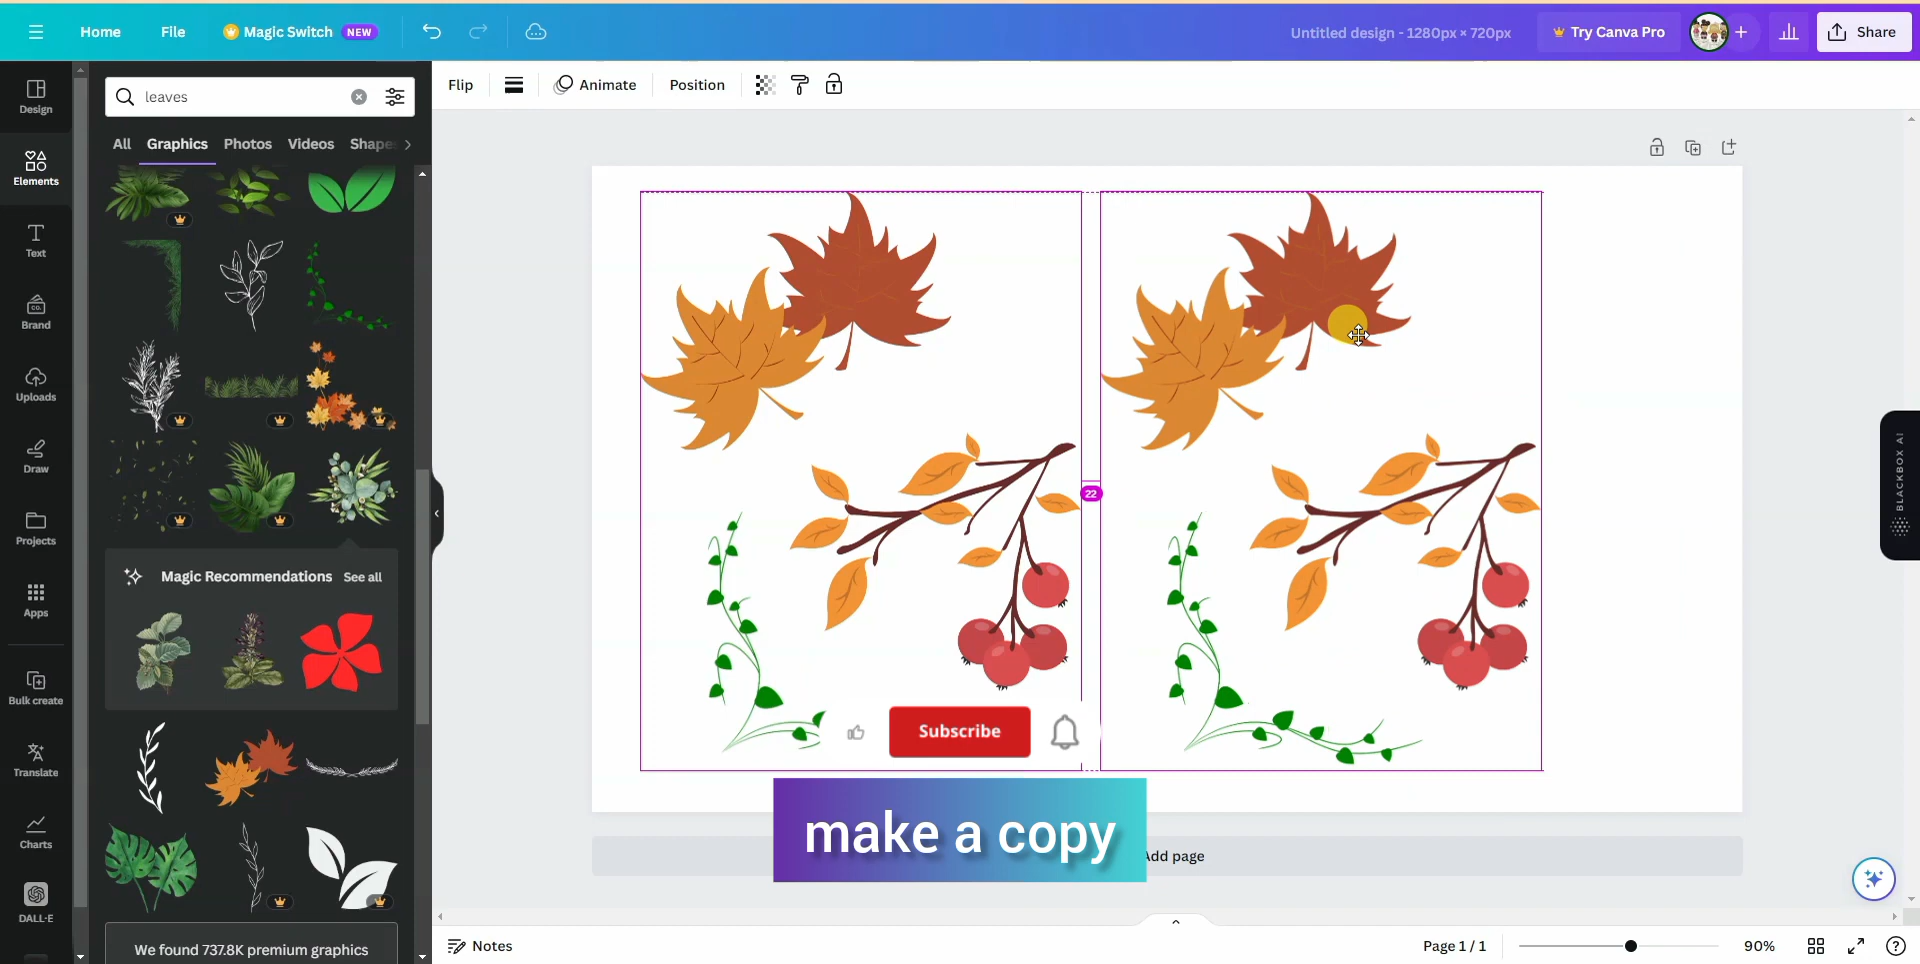 Home
File
Magic Switch
NEW
Untitled design - 1280px × 720px
Try Canva Pro
Share
Design
Elements
Text
Brand
Uploads
Draw
Projects
Apps
Bulk create
Translate
Charts
DALL·E
leaves
All
Graphics
Photos
Videos
Shape
Magic Recommendations
See all
We found 737.8K premium graphics
Flip
Animate
Position
22
Subscribe
make a copy
Add page
BLACKBOX AI
Notes
Page 1 / 1
90%